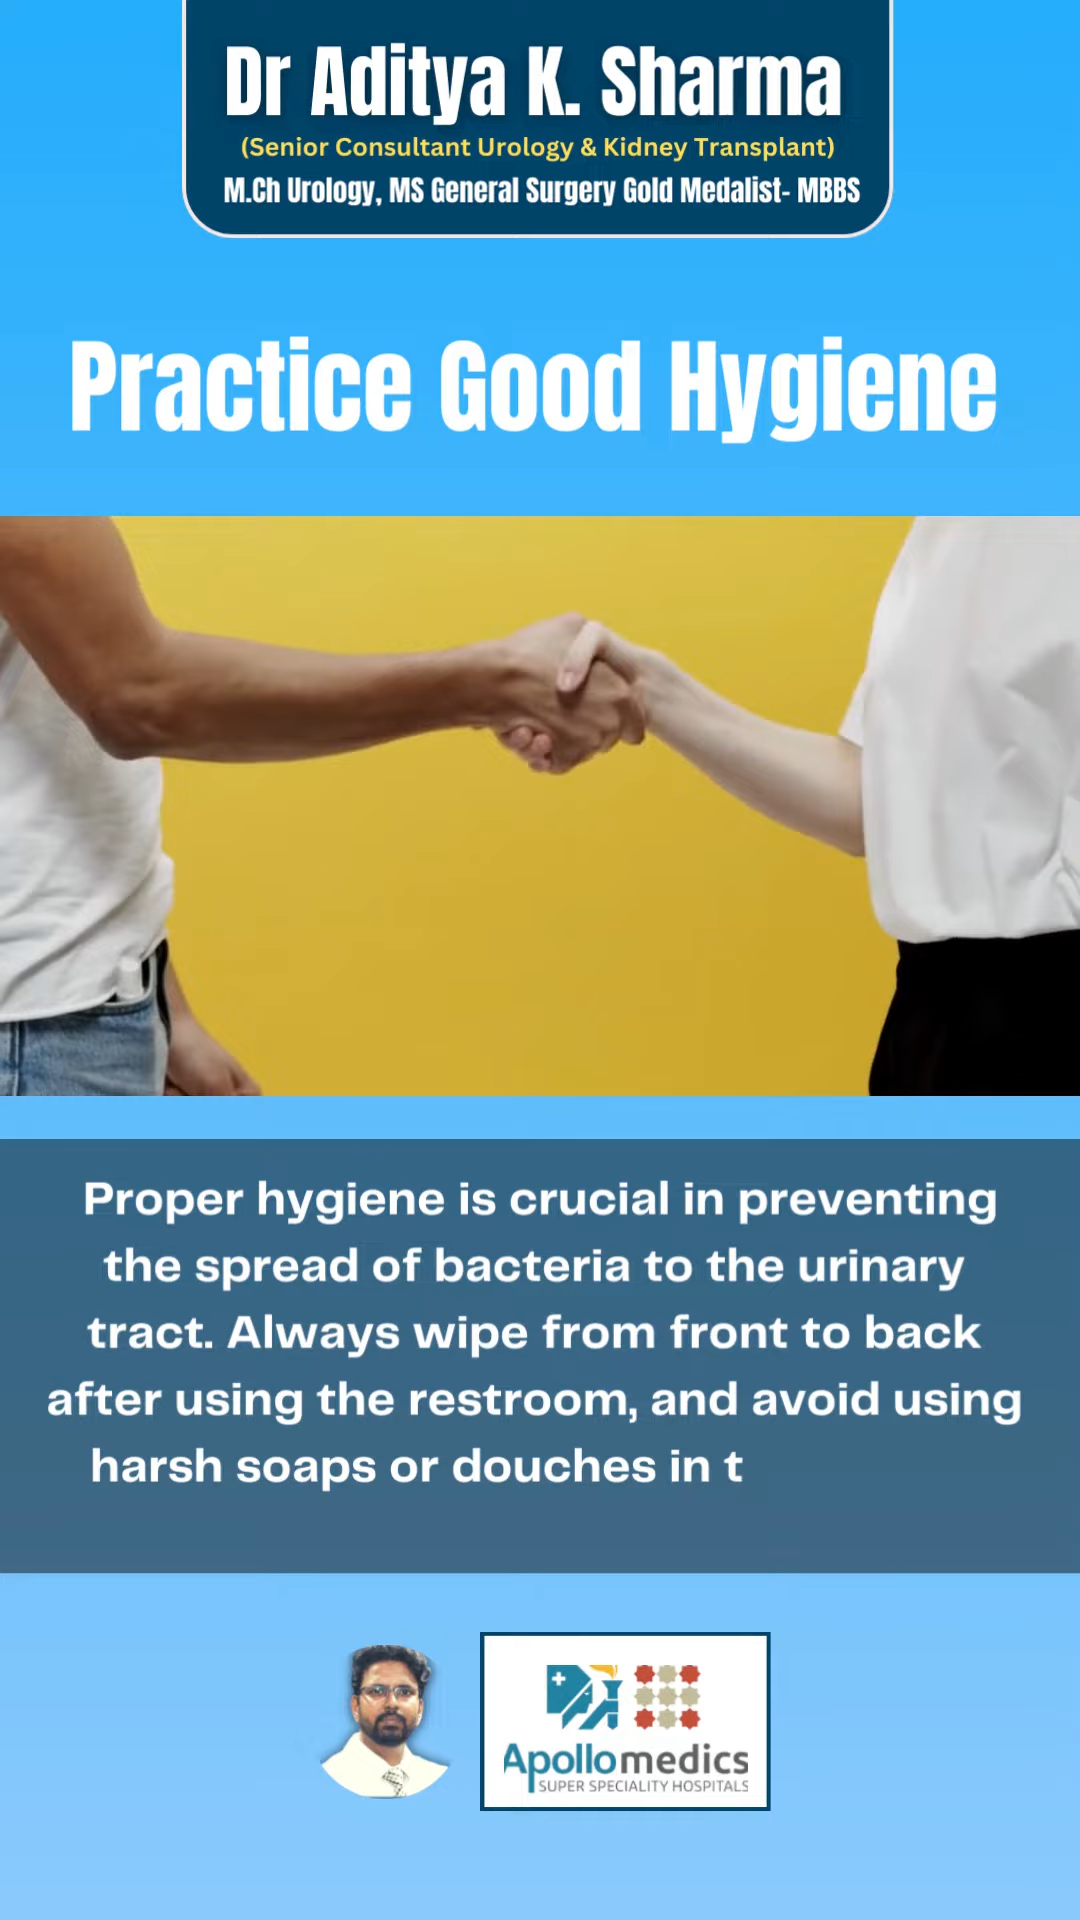 Dr Aditya K. Sharma
(Senior Consultant Urology & Kidney Transplant)
M.Ch Urology, MS General Surgery Gold Medalist- MBBS
Practice Good Hygiene
Proper hygiene is crucial in preventing
the spread of bacteria to the urinary
tract. Always wipe from front to back
after using the restroom, and avoid using
harsh soaps or douches in t
Apollomedics
SUPER SPECIALITY HOSPITALS